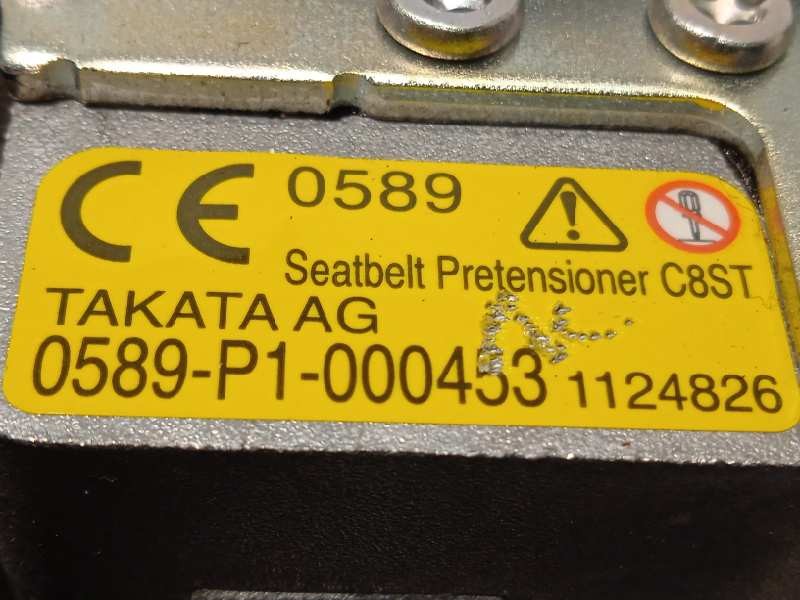 CE 0589
Seatbelt Pretensioner C8ST
TAKATA AG
0589-P1-000453 1124826